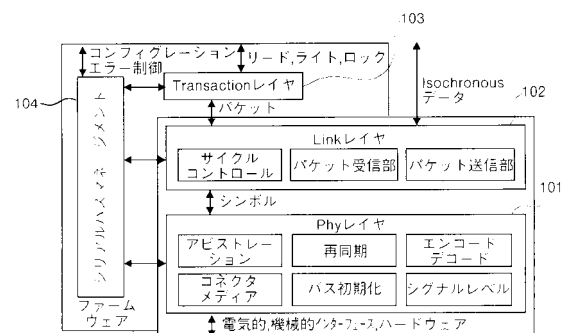 103
コンフィグレーション
エラー制御
リード,ライト,ロック
Transactionレイヤ
Isochronous
データ
104
パケット
102
Linkレイヤ
サイクル
コントロール
パケット受信部
パケット送信部
シリアルバスマネージメント
シンボル
101
Phyレイヤ
アビストレー
ション
再同期
エンコード
デコード
コネクタ
メディア
バス初期化
シグナルレベル
ファーム
ウェア
電気的,機械的インターフェース,ハードウェア